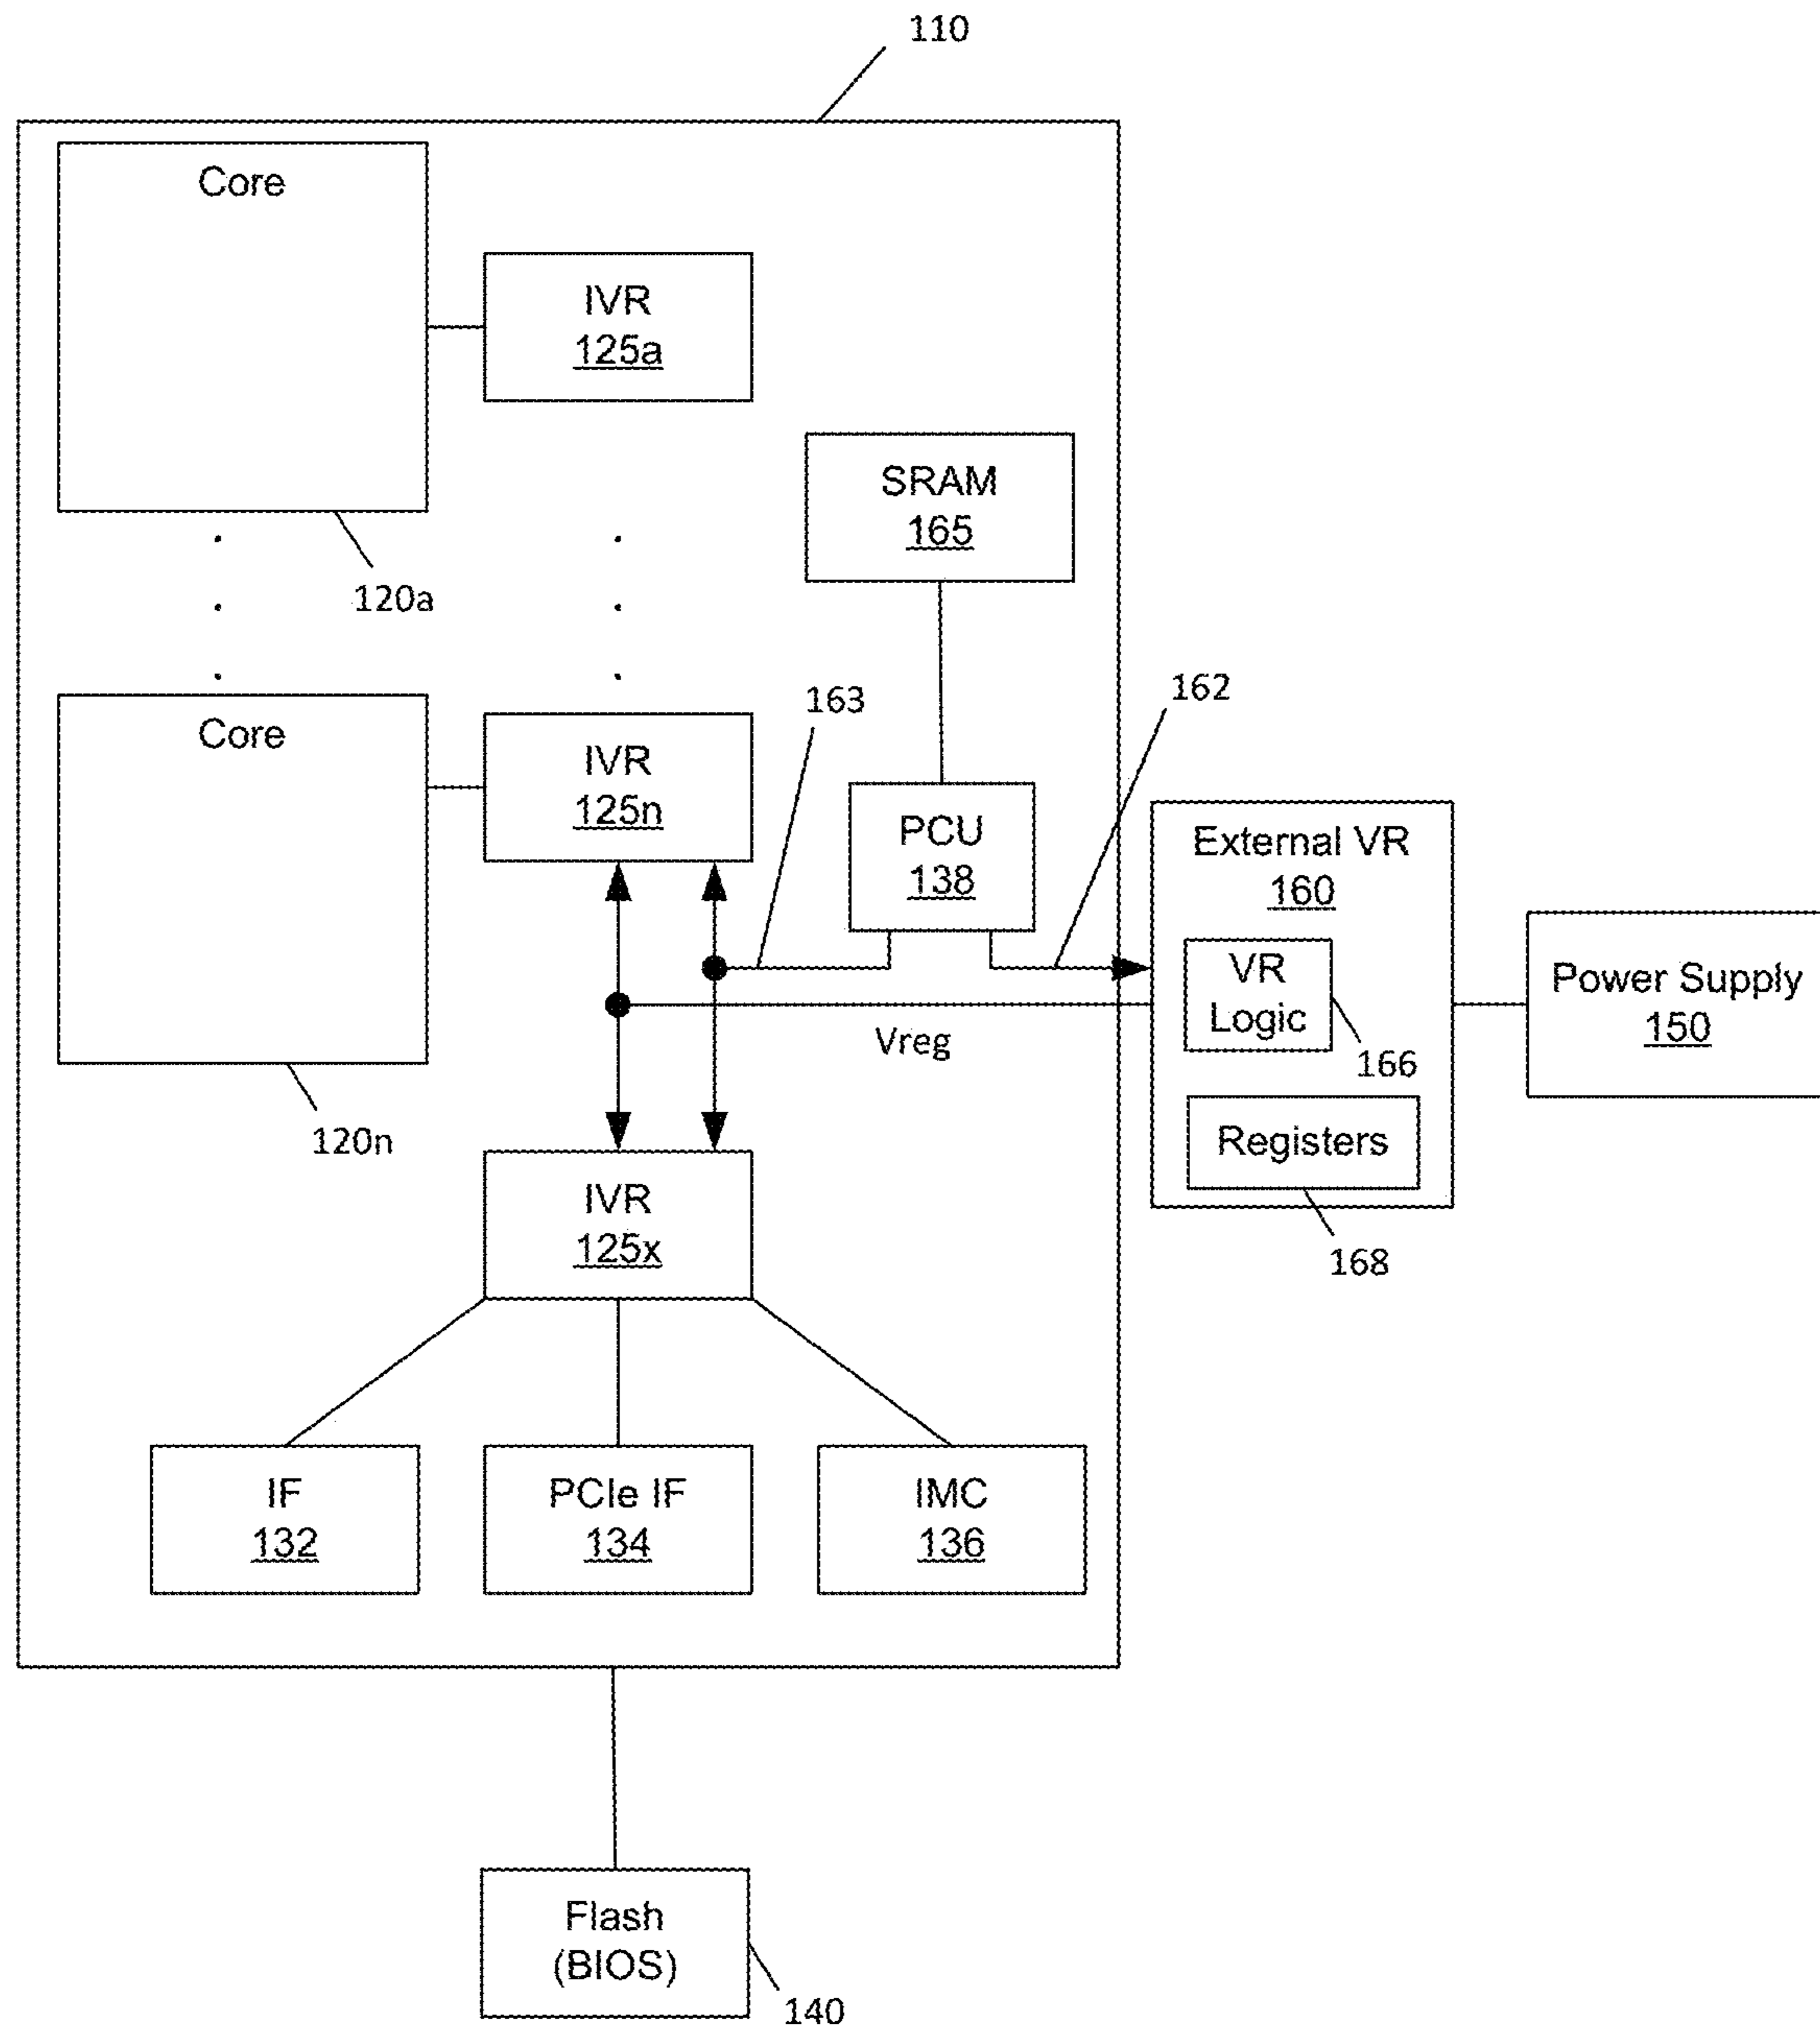 110
Core
IVR
125a
SRAM
165
120a
163
162
Core
IVR
125n
PCU
138
External VR
160
VR
Logic
166
Power Supply
150
Vreg
Registers
168
120n
IVR
125x
IF
132
PCIe IF
134
IMC
136
Flash
(BIOS)
140